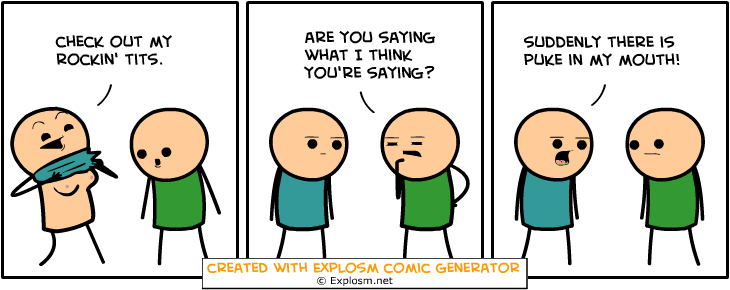 CHECK OUT MY
ROCKIN' TITS.
ARE YOU SAYING
WHAT I THINK
YOU'RE SAYING?
SUDDENLY THERE IS
PUKE IN MY MOUTH!
CREATED WITH EXPLOSM COMIC GENERATOR
© Explosm.net